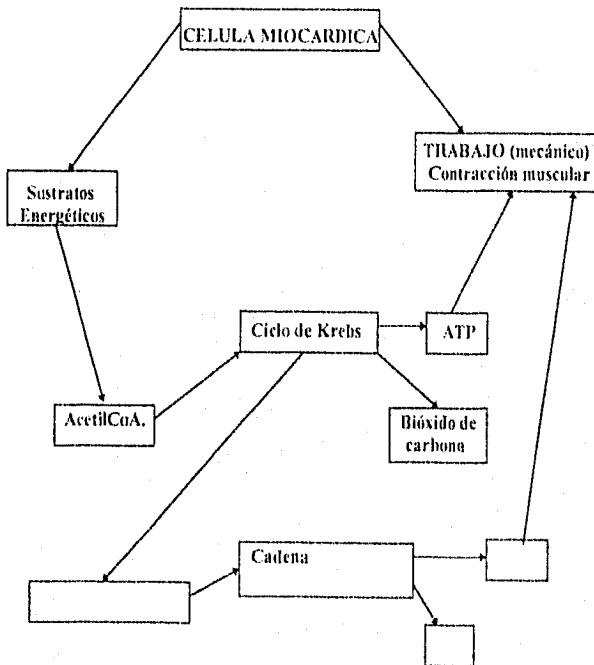 CELULA MIOCARDICA
TRABAJO (mecánico)
Contracción muscular
Sustratos
Energéticos
Ciclo de Krebs
ATP
AcetilCoA.
Bióxido de
carbono
Cadena